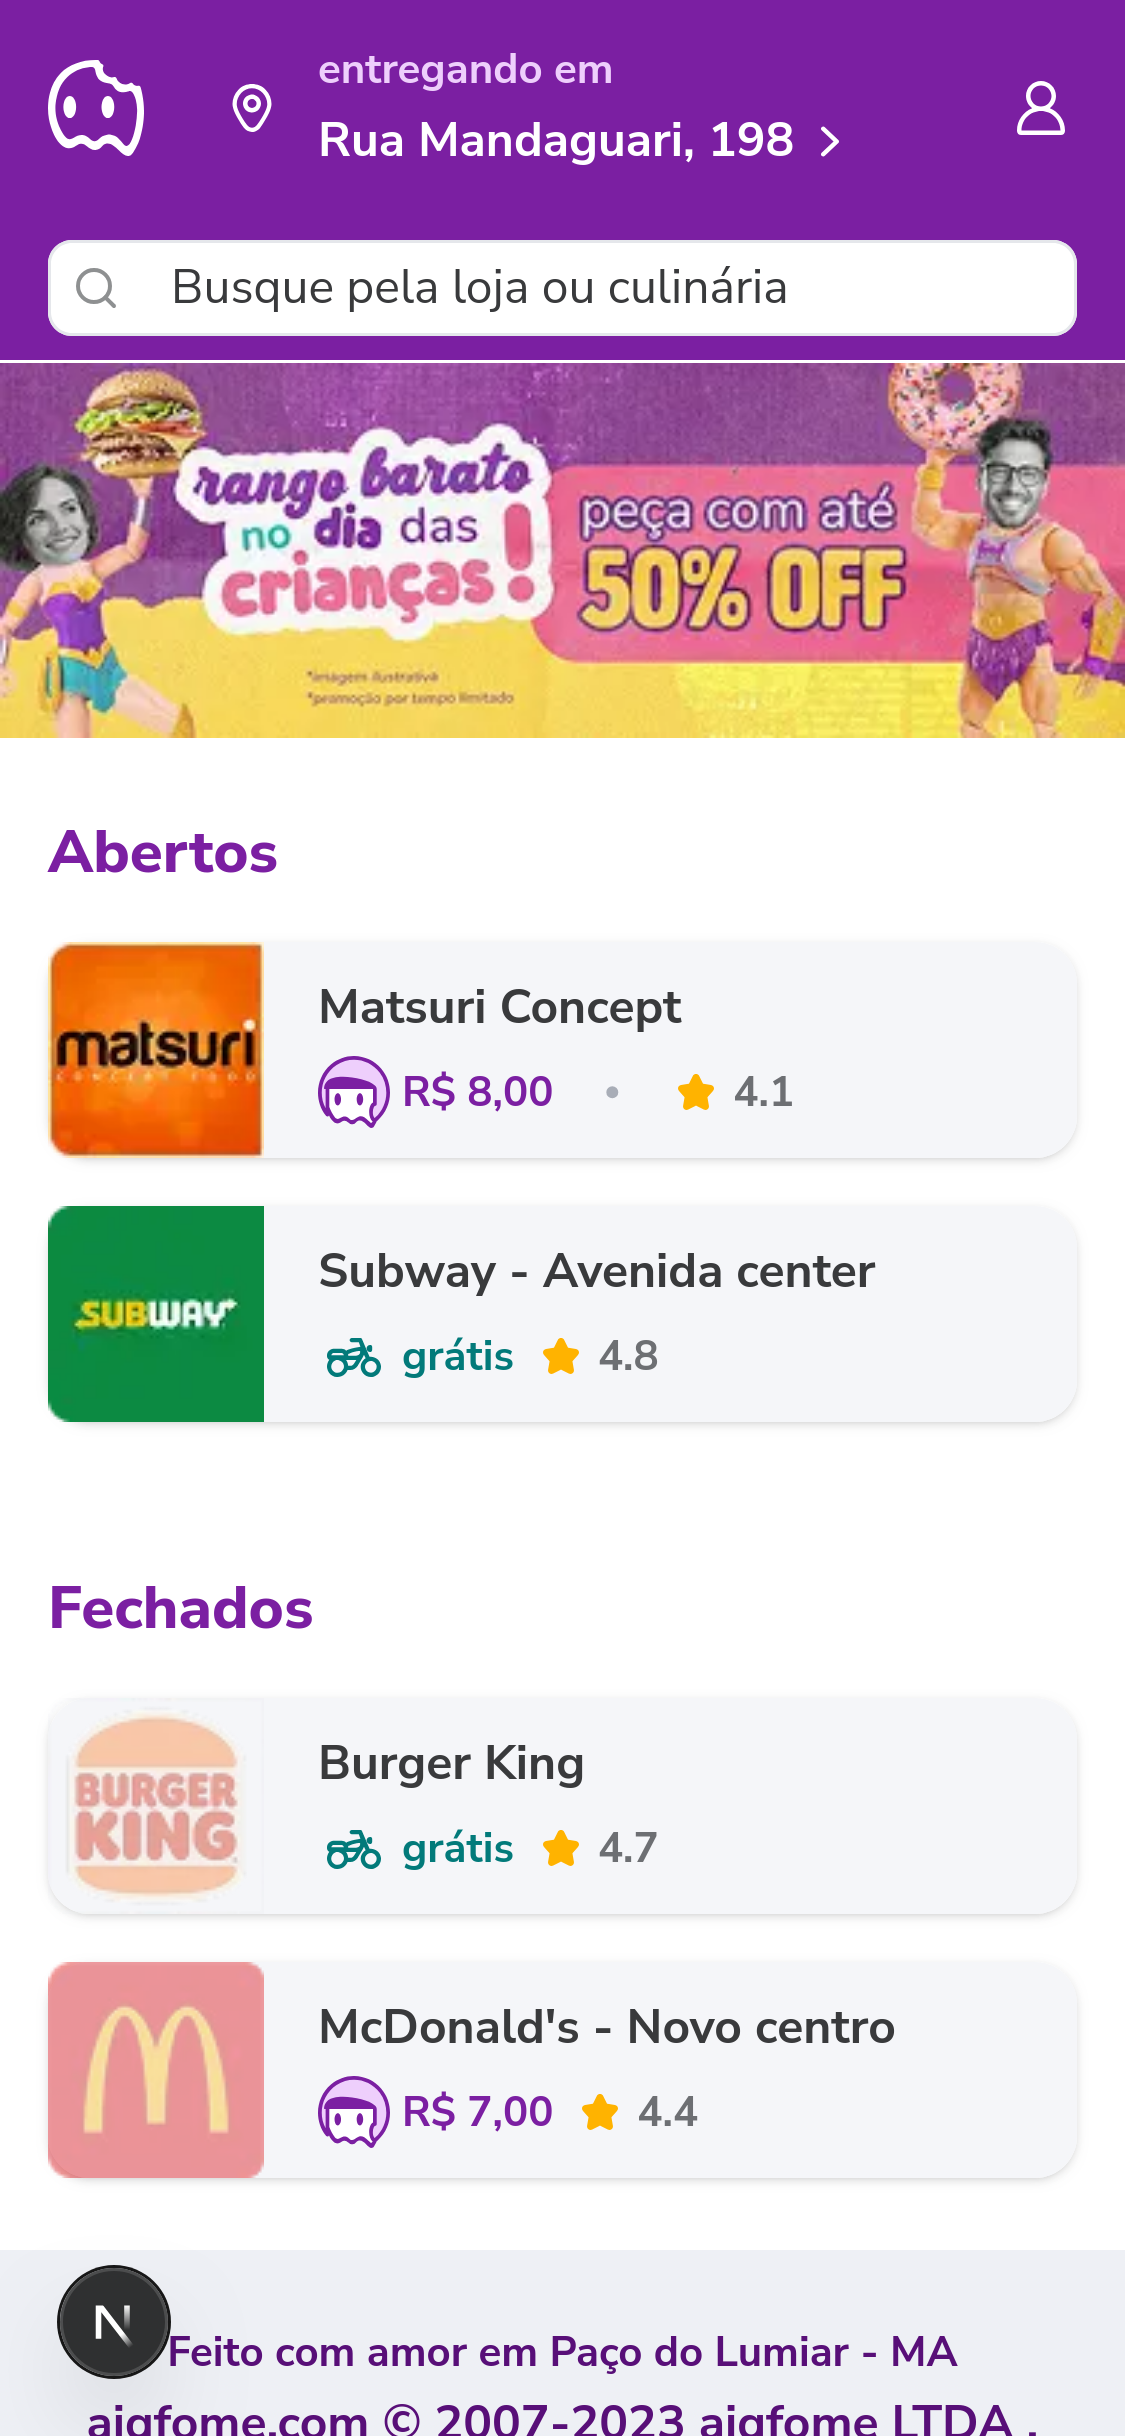 entregando em
Rua Mandaguari, 198
Busque pela loja ou culinária
rango barato
no dia das
crianças!
peça com até
50% OFF
*imagem ilustrativa
*promoção por tempo limitado
Abertos
matsuri
CONCEPT FOOD
Matsuri Concept
R$ 8,00 • 4.1
SUBWAY
Subway - Avenida center
grátis 4.8
Fechados
BURGER
KING
Burger King
grátis 4.7
McDonald's - Novo centro
R$ 7,00 4.4
N
Feito com amor em Paço do Lumiar - MA
aiqfome.com © 2007-2023 aiqfome LTDA .